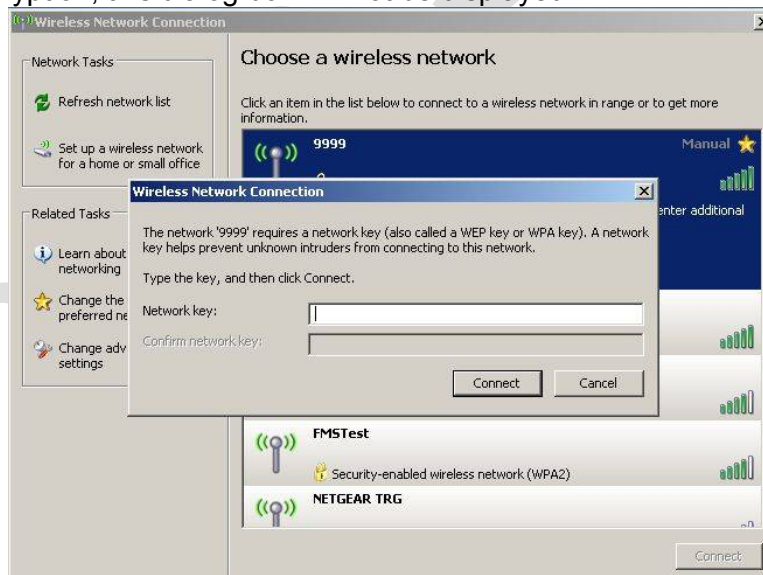 Wireless Network Connection
Network Tasks
Refresh network list
Set up a wireless network
for a home or small office
Related Tasks
Learn about
networking
Change the
preferred ne
Change adv
settings
Choose a wireless network
Click an item in the list below to connect to a wireless network in range or to get more
information.
9999
Manual
enter additional
Wireless Network Connection
The network '9999' requires a network key (also called a WEP key or WPA key). A network
key helps prevent unknown intruders from connecting to this network.
Type the key, and then click Connect.
Network key:
Confirm network key:
Connect Cancel
FMSTest
Security-enabled wireless network (WPA2)
NETGEAR TRG
Connect